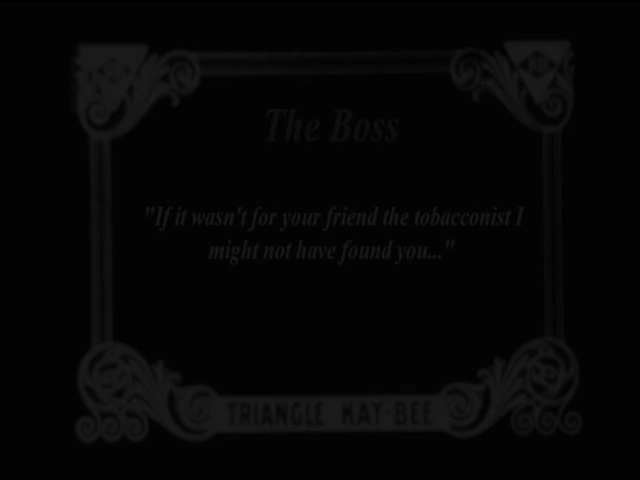 The Boss
"If it wasn't for your friend the tobacconist I
might not have found you..."
TRIANGLE KAY-BEE